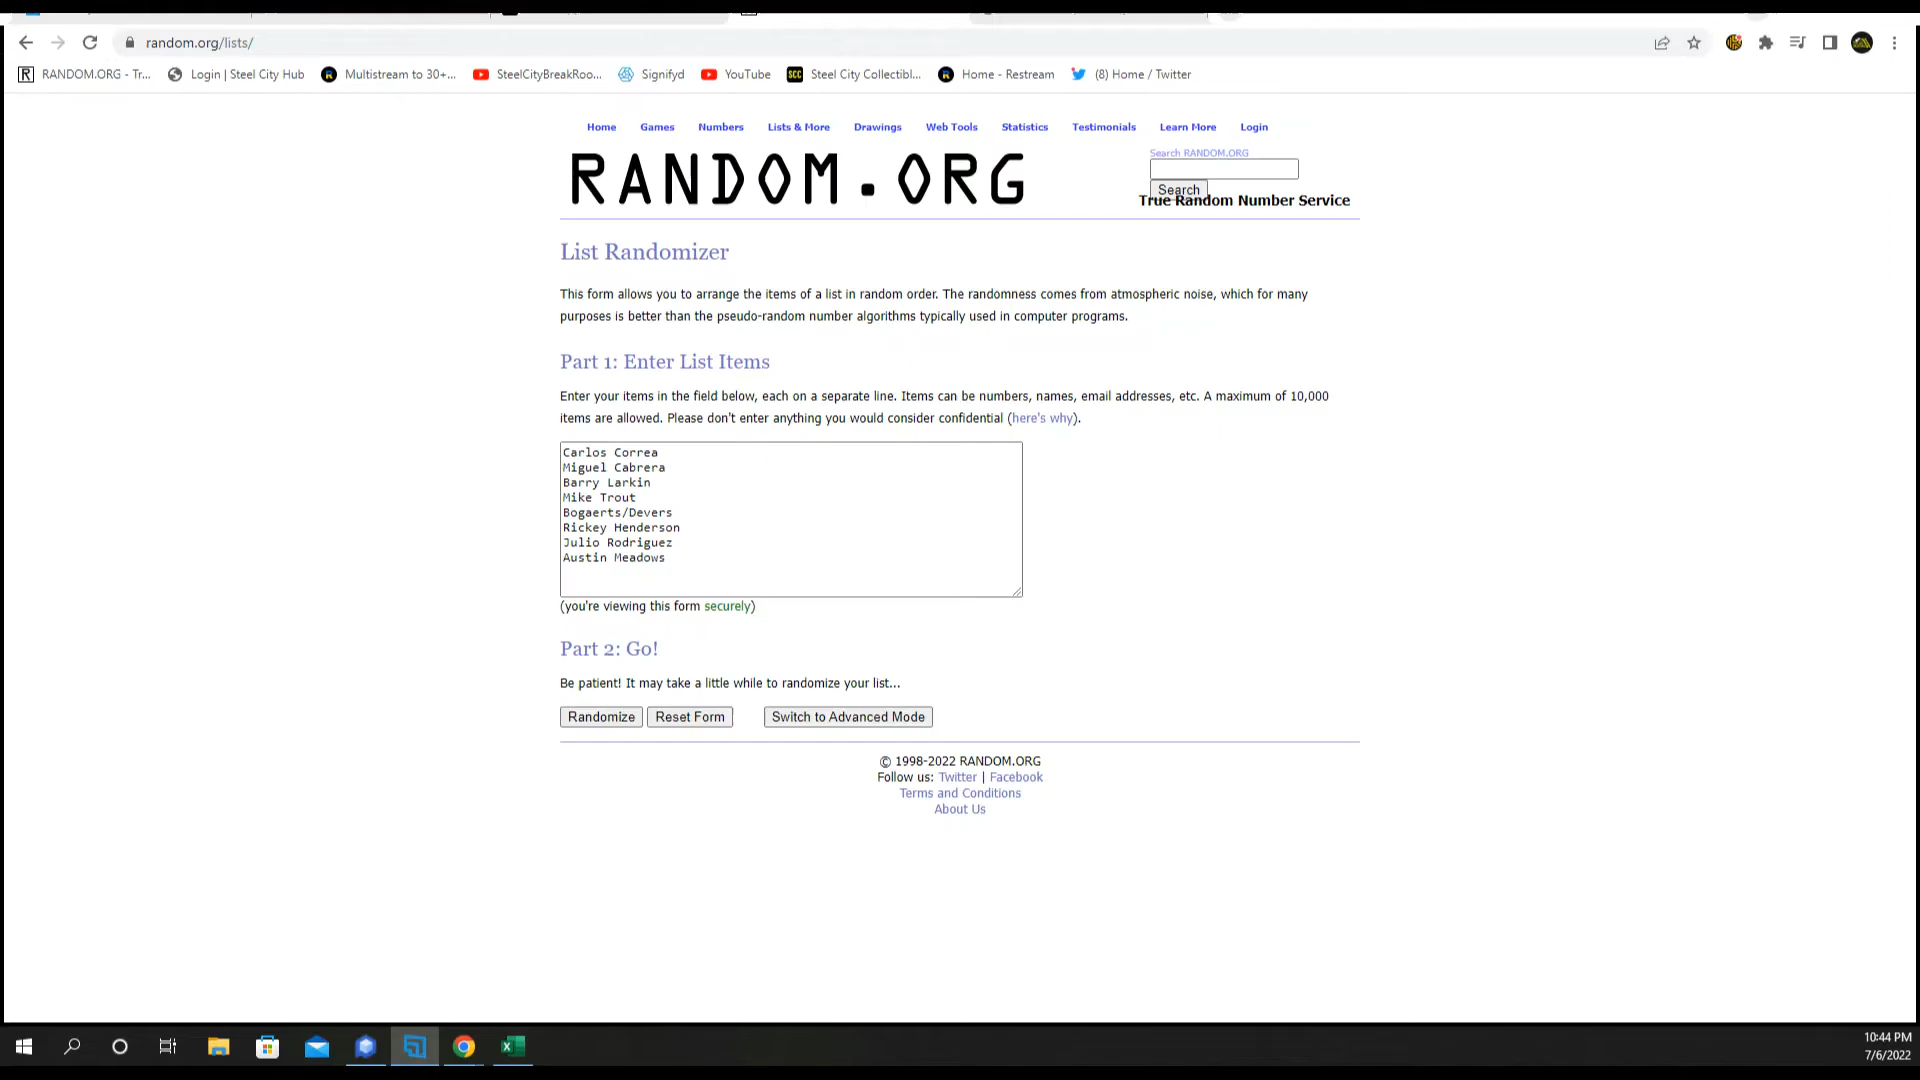 random.org/lists/
RANDOM.ORG - Tr... Login | Steel City Hub Multistream to 30+... SteelCityBreakRoo... Signifyd YouTube SCC Steel City Collectibl... Home - Restream (8) Home / Twitter
Home Games Numbers Lists & More Drawings Web Tools Statistics Testimonials Learn More Login
RANDOM.ORG
Search RANDOM.ORG
Search
True Random Number Service
List Randomizer
This form allows you to arrange the items of a list in random order. The randomness comes from atmospheric noise, which for many
purposes is better than the pseudo-random number algorithms typically used in computer programs.
Part 1: Enter List Items
Enter your items in the field below, each on a separate line. Items can be numbers, names, email addresses, etc. A maximum of 10,000
items are allowed. Please don't enter anything you would consider confidential (here's why).
Carlos Correa
Miguel Cabrera
Barry Larkin
Mike Trout
Bogaerts/Devers
Rickey Henderson
Julio Rodriguez
Austin Meadows
(you're viewing this form securely)
Part 2: Go!
Be patient! It may take a little while to randomize your list...
Randomize Reset Form Switch to Advanced Mode
© 1998-2022 RANDOM.ORG
Follow us: Twitter | Facebook
Terms and Conditions
About Us
10:44 PM
7/6/2022